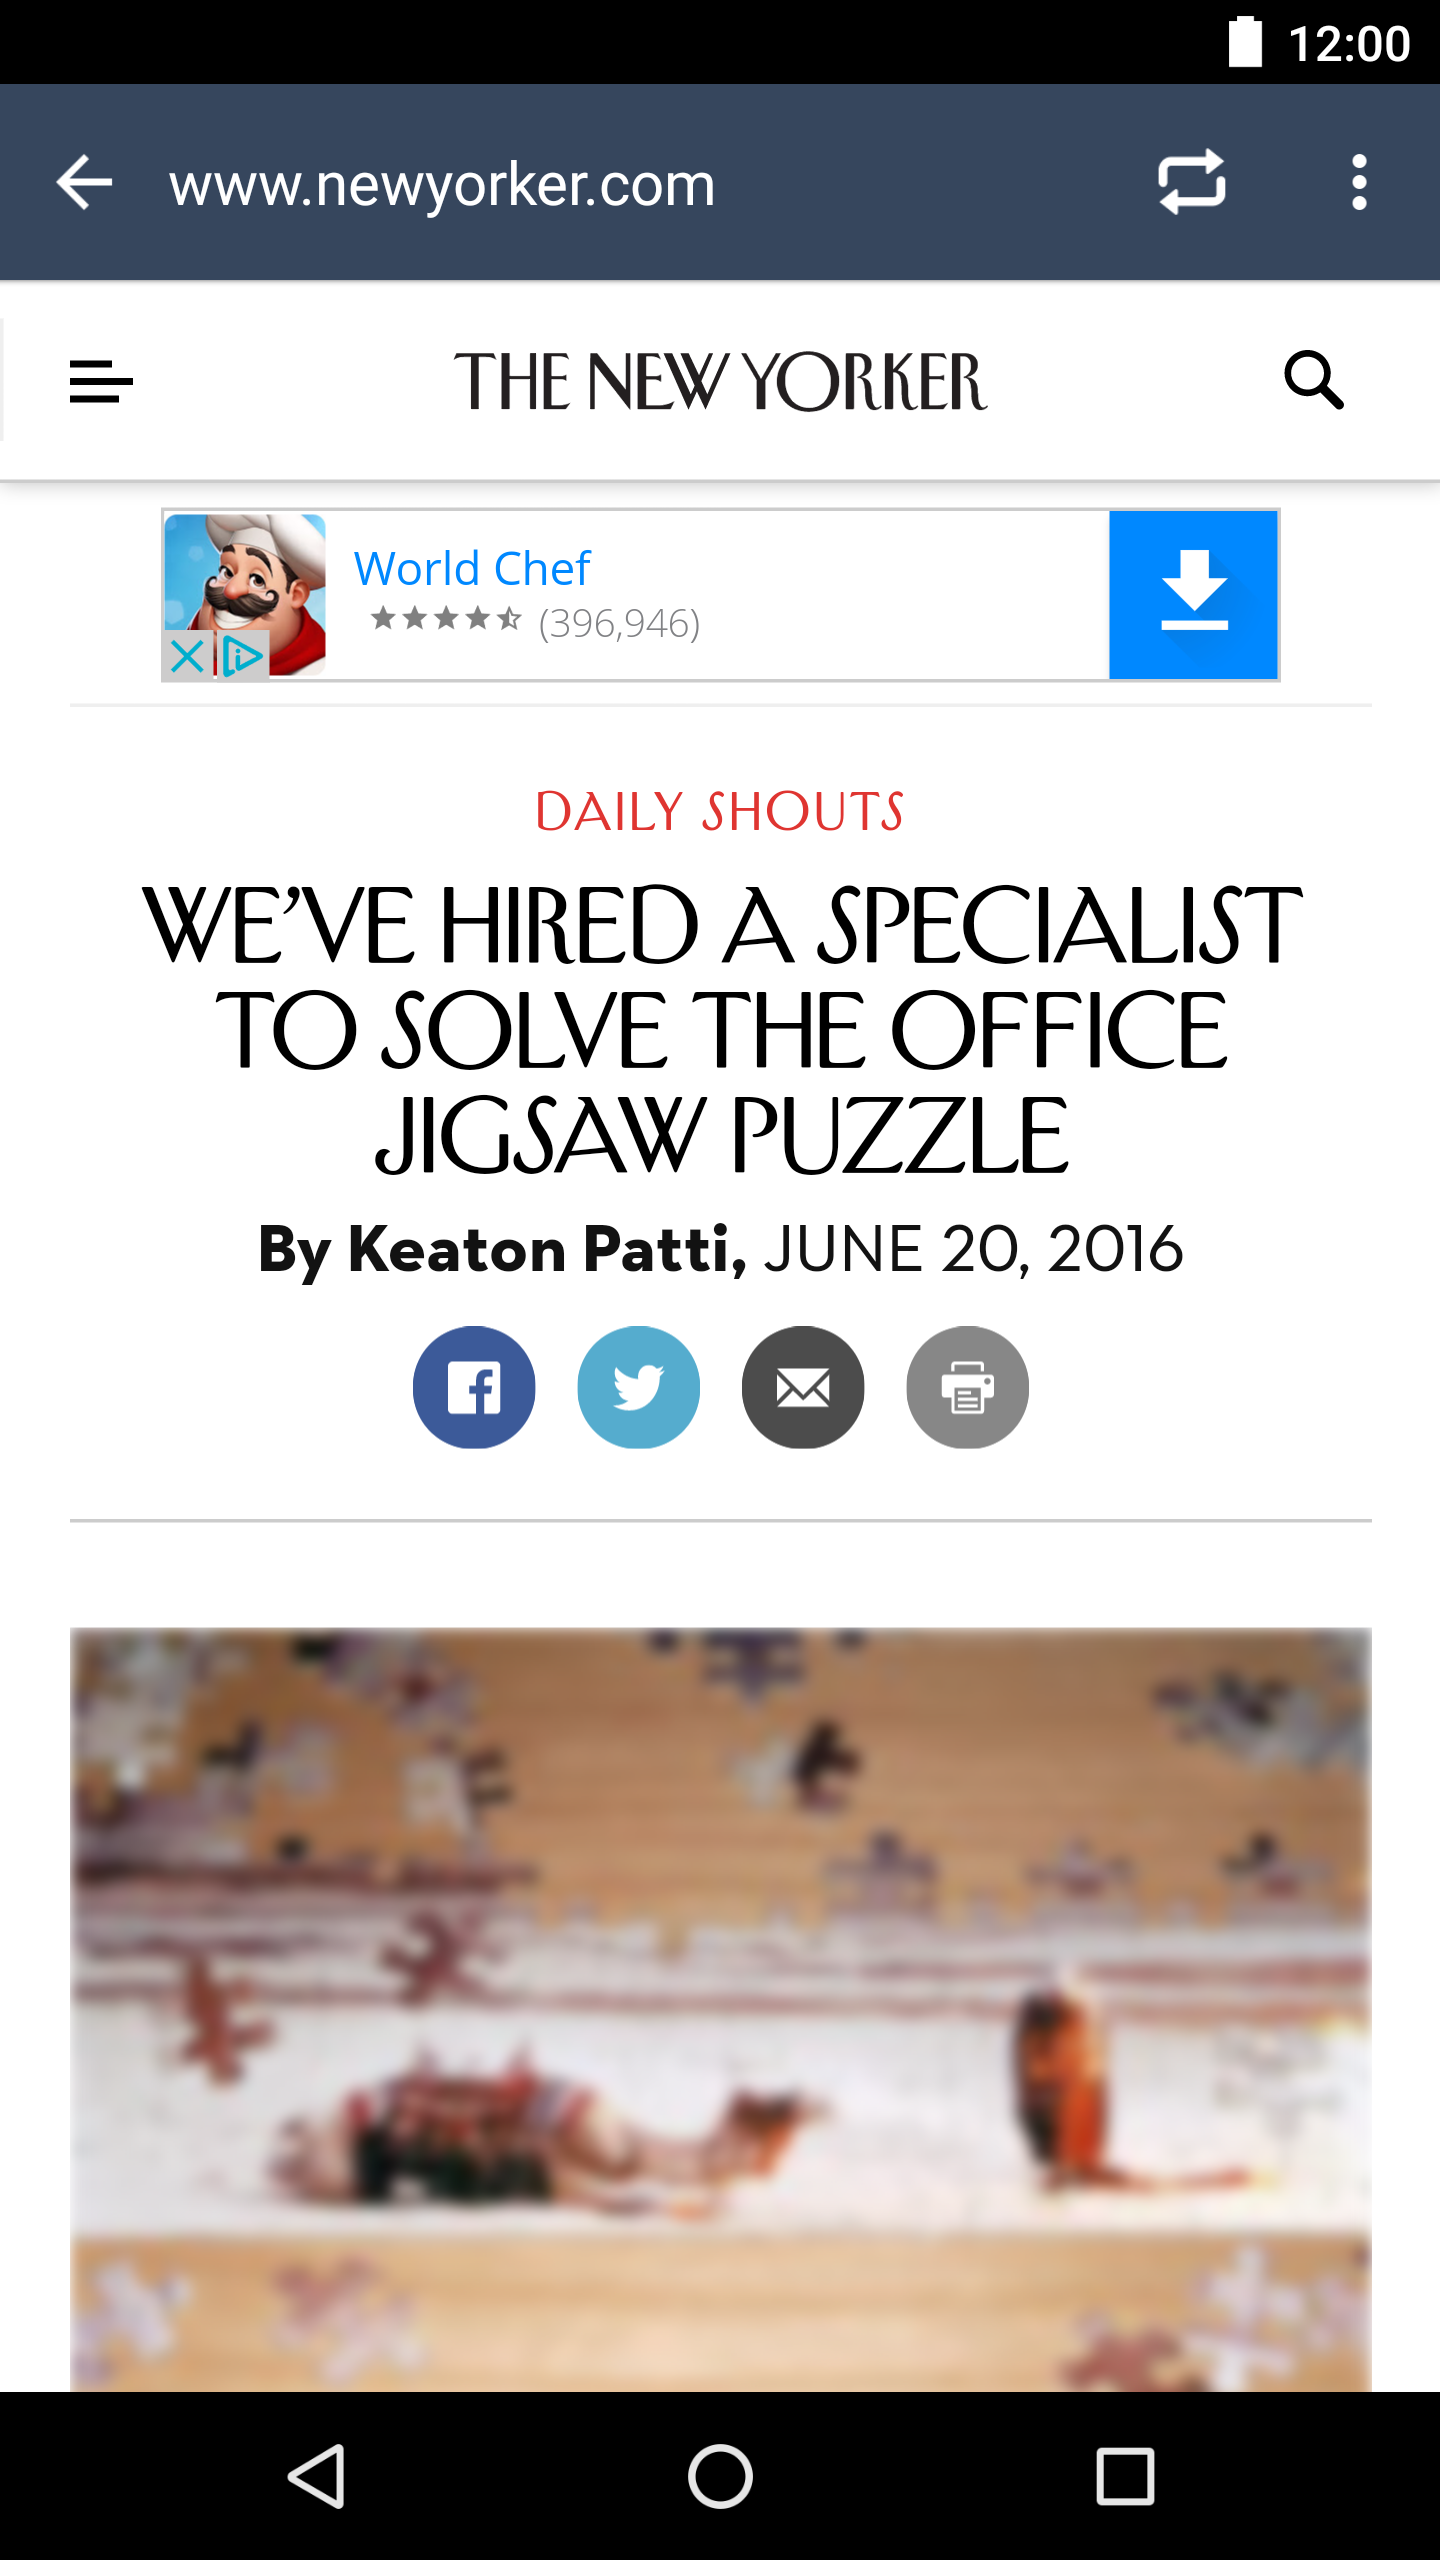 12:00
www.newyorker.com
THE NEW YORKER
World Chef
(396,946)
DAILY SHOUTS
WE’VE HIRED A SPECIALIST
TO SOLVE THE OFFICE
JIGSAW PUZZLE
By Keaton Patti, JUNE 20, 2016